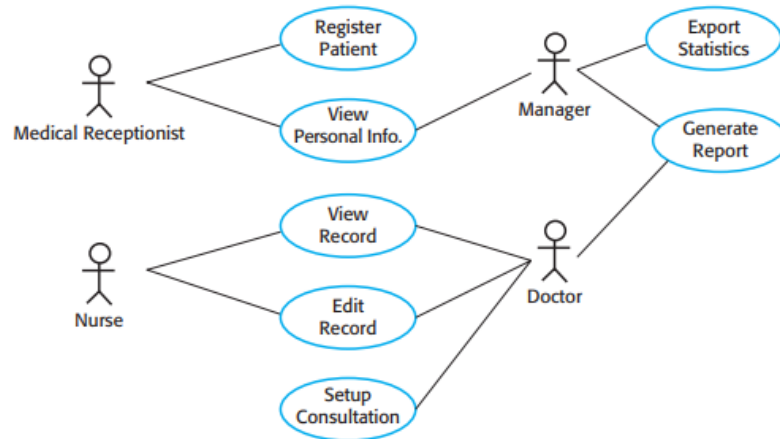 Register
Patient
Export
Statistics
Medical Receptionist
View
Personal Info.
Manager
Generate
Report
View
Record
Nurse
Edit
Record
Doctor
Setup
Consultation